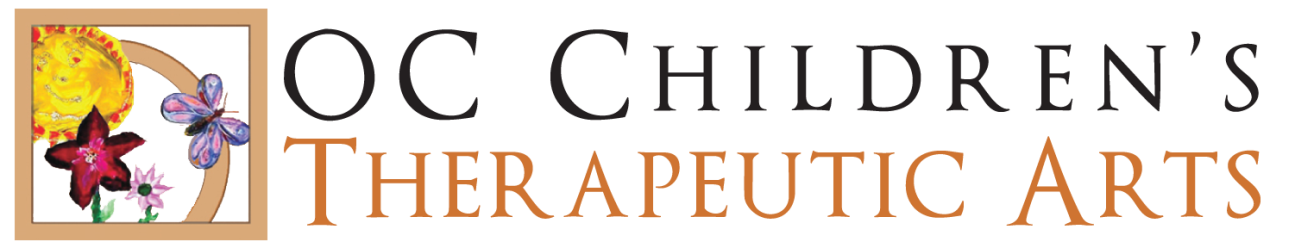 OC CHILDREN'S
THERAPEUTIC ARTS